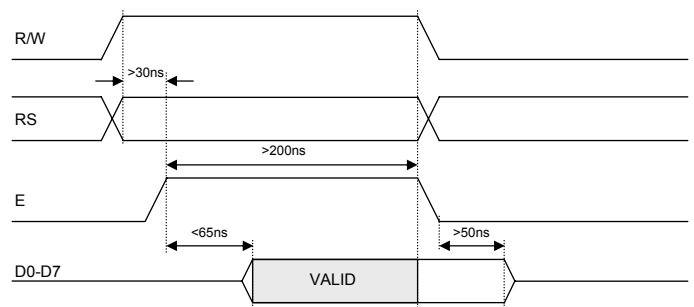 R/W
>30ns
RS
>200ns
E
<65ns
>50ns
D0-D7
VALID